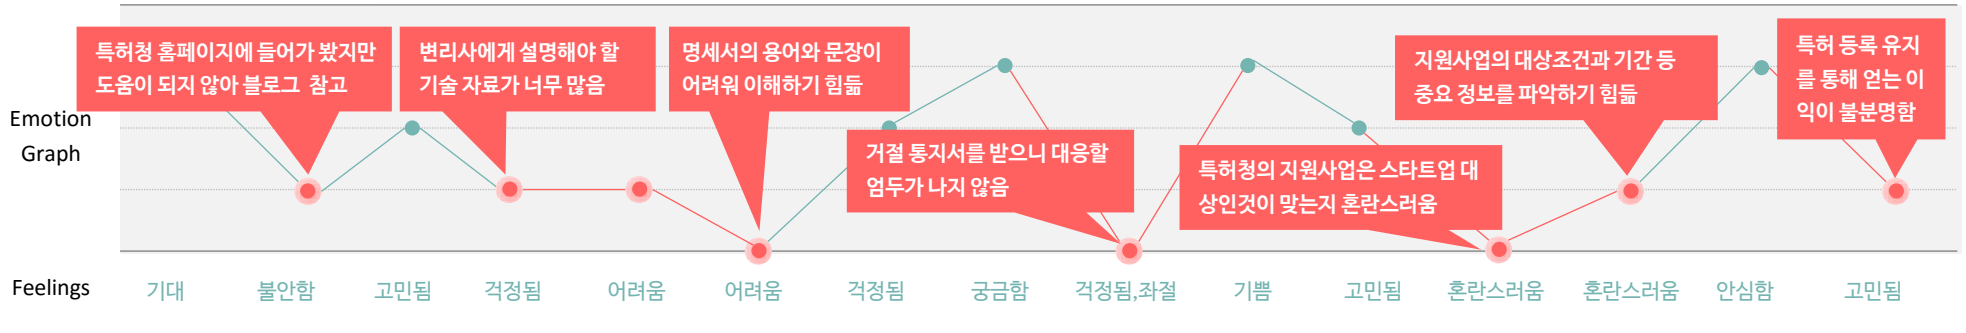 특허청 홈페이지에 들어가 봤지만
도움이 되지 않아 블로그 참고
변리사에게 설명해야 할
기술 자료가 너무 많음
명세서의 용어와 문장이
어려워 이해하기 힘듦
거절 통지서를 받으니 대응할
엄두가 나지 않음
특허청의 지원사업은 스타트업 대
상인것이 맞는지 혼란스러움
지원사업의 대상조건과 기간 등
중요 정보를 파악하기 힘듦
특허 등록 유지
를 통해 얻는 이
익이 불분명함
Emotion
Graph
Feelings
기대
불안함
고민됨
걱정됨
어려움
어려움
걱정됨
궁금함
걱정됨,좌절
기쁨
고민됨
혼란스러움
혼란스러움
안심함
고민됨